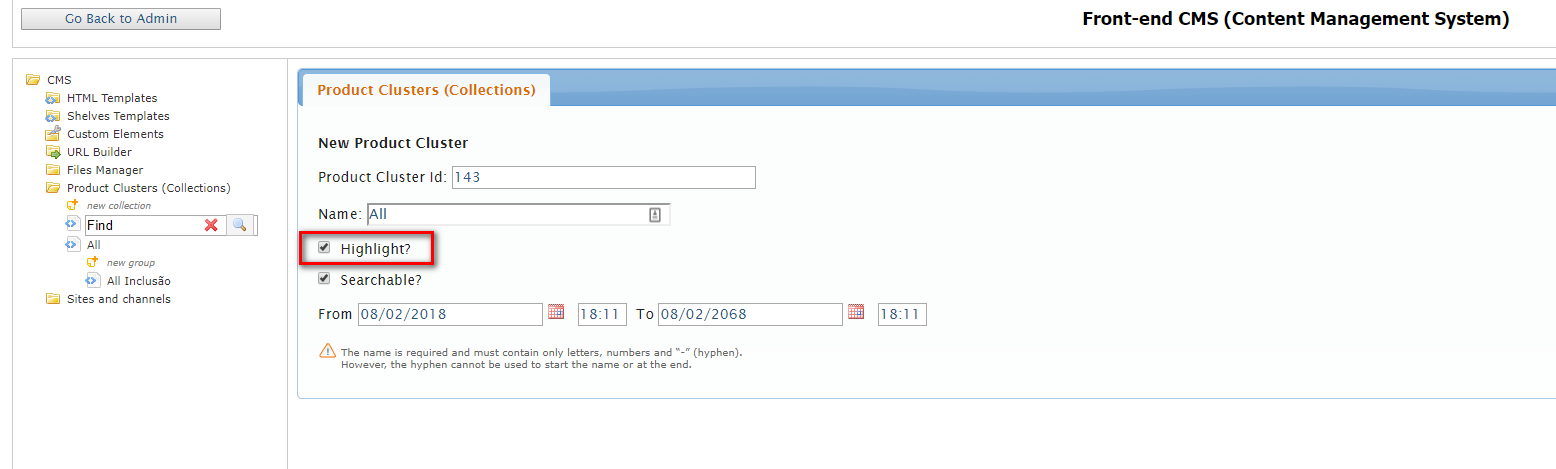 Go Back to Admin
Front-end CMS (Content Management System)
CMS
HTML Templates
Shelves Templates
Custom Elements
URL Builder
Files Manager
Product Clusters (Collections)
new collection
Find
All
new group
All Inclusão
Sites and channels
Product Clusters (Collections)
New Product Cluster
Product Cluster Id: 143
Name: All
Highlight?
Searchable?
From 08/02/2018 18:11 To 08/02/2068 18:11
The name is required and must contain only letters, numbers and “-” (hyphen).
However, the hyphen cannot be used to start the name or at the end.